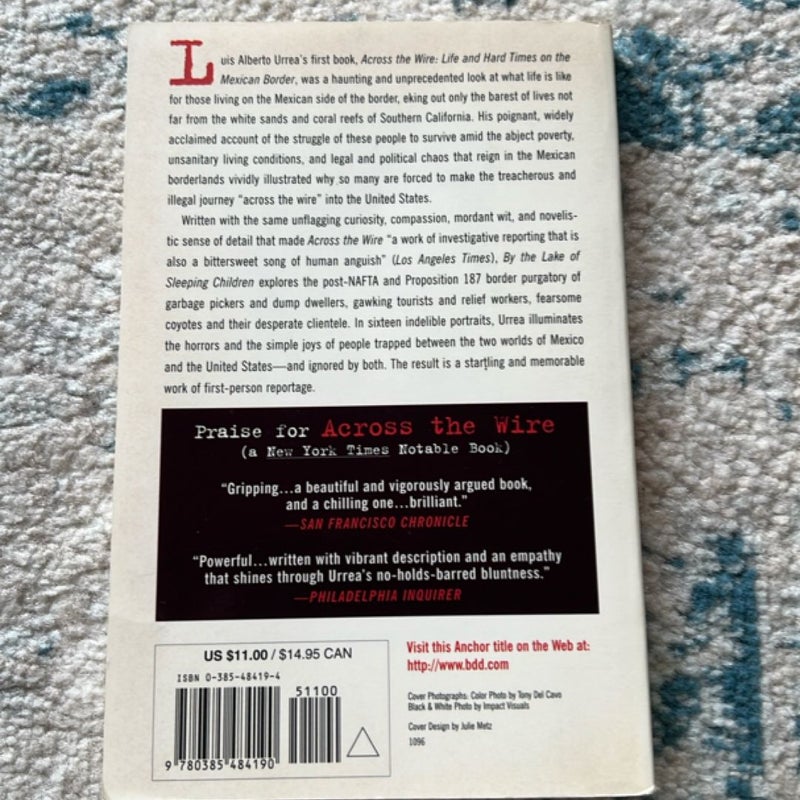 Luis Alberto Urrea's first book, Across the Wire: Life and Hard Times on the
Mexican Border, was a haunting and unprecedented look at what life is like
for those living on the Mexican side of the border, eking out only the barest of lives not
far from the white sands and coral reefs of Southern California. His poignant, widely
acclaimed account of the struggle of these people to survive amid the abject poverty,
unsanitary living conditions, and legal and political chaos that reign in the Mexican
borderlands vividly illustrated why so many are forced to make the treacherous and
illegal journey "across the wire" into the United States.
Written with the same unflagging curiosity, compassion, mordant wit, and novelis-
tic sense of detail that made Across the Wire "a work of investigative reporting that is
also a bittersweet song of human anguish" (Los Angeles Times), By the Lake of
Sleeping Children explores the post-NAFTA and Proposition 187 border purgatory of
garbage pickers and dump dwellers, gawking tourists and relief workers, fearsome
coyotes and their desperate clientele. In sixteen indelible portraits, Urrea illuminates
the horrors and the simple joys of people trapped between the two worlds of Mexico
and the United States—and ignored by both. The result is a startling and memorable
work of first-person reportage.
Praise for Across the Wire
(a New York Times Notable Book)
"Gripping...a beautiful and vigorously argued book,
and a chilling one...brilliant."
—SAN FRANCISCO CHRONICLE
"Powerful...written with vibrant description and an empathy
that shines through Urrea's no-holds-barred bluntness."
—PHILADELPHIA INQUIRER
US $11.00 / $14.95 CAN
ISBN 0-385-48419-4
51100
9 780385 484190
Visit this Anchor title on the Web at:
http://www.bdd.com
Cover Photographs: Color Photo by Tony Del Cavo
Black & White Photo by Impact Visuals
Cover Design by Julie Metz
1096